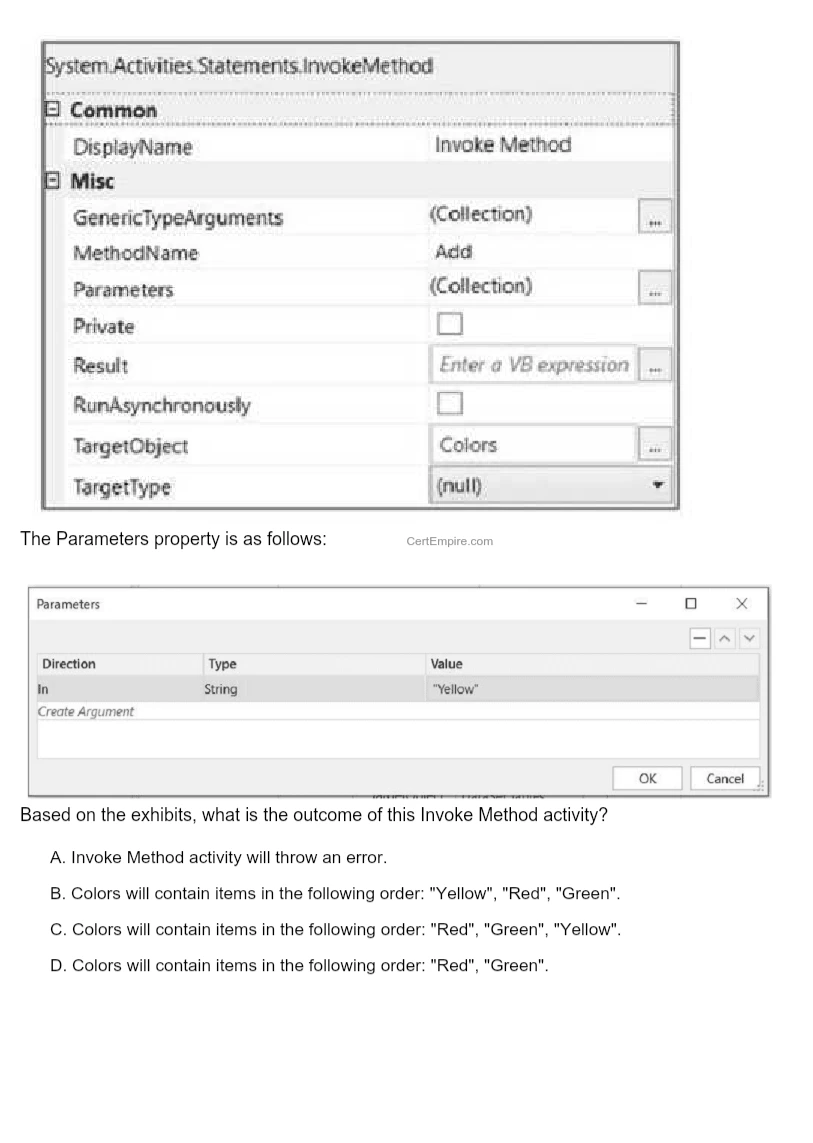 System.Activities.Statements.InvokeMethod
Common
DisplayName Invoke Method
Misc
GenericTypeArguments (Collection) ...
MethodName Add
Parameters (Collection) ...
Private
Result Enter a VB expression ...
RunAsynchronously
TargetObject Colors ...
TargetType (null)
The Parameters property is as follows: CertEmpire.com
Parameters
Direction Type Value
In String "Yellow"
Create Argument
OK Cancel
Based on the exhibits, what is the outcome of this Invoke Method activity?
A. Invoke Method activity will throw an error.
B. Colors will contain items in the following order: "Yellow", "Red", "Green".
C. Colors will contain items in the following order: "Red", "Green", "Yellow".
D. Colors will contain items in the following order: "Red", "Green".